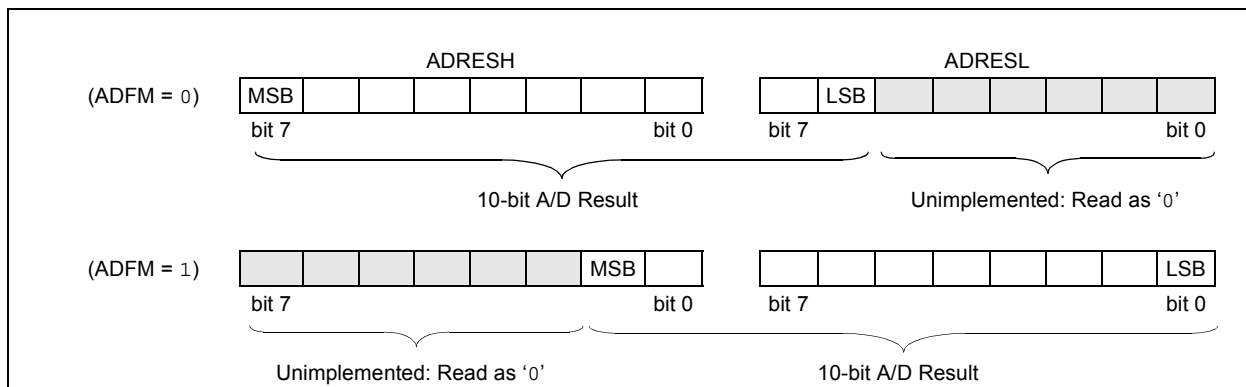 ADRESH ADRESL
(ADFM = 0) MSB LSB
bit 7 bit 0 bit 7 bit 0
10-bit A/D Result Unimplemented: Read as ‘0’
(ADFM = 1) MSB LSB
bit 7 bit 0 bit 7 bit 0
Unimplemented: Read as ‘0’ 10-bit A/D Result